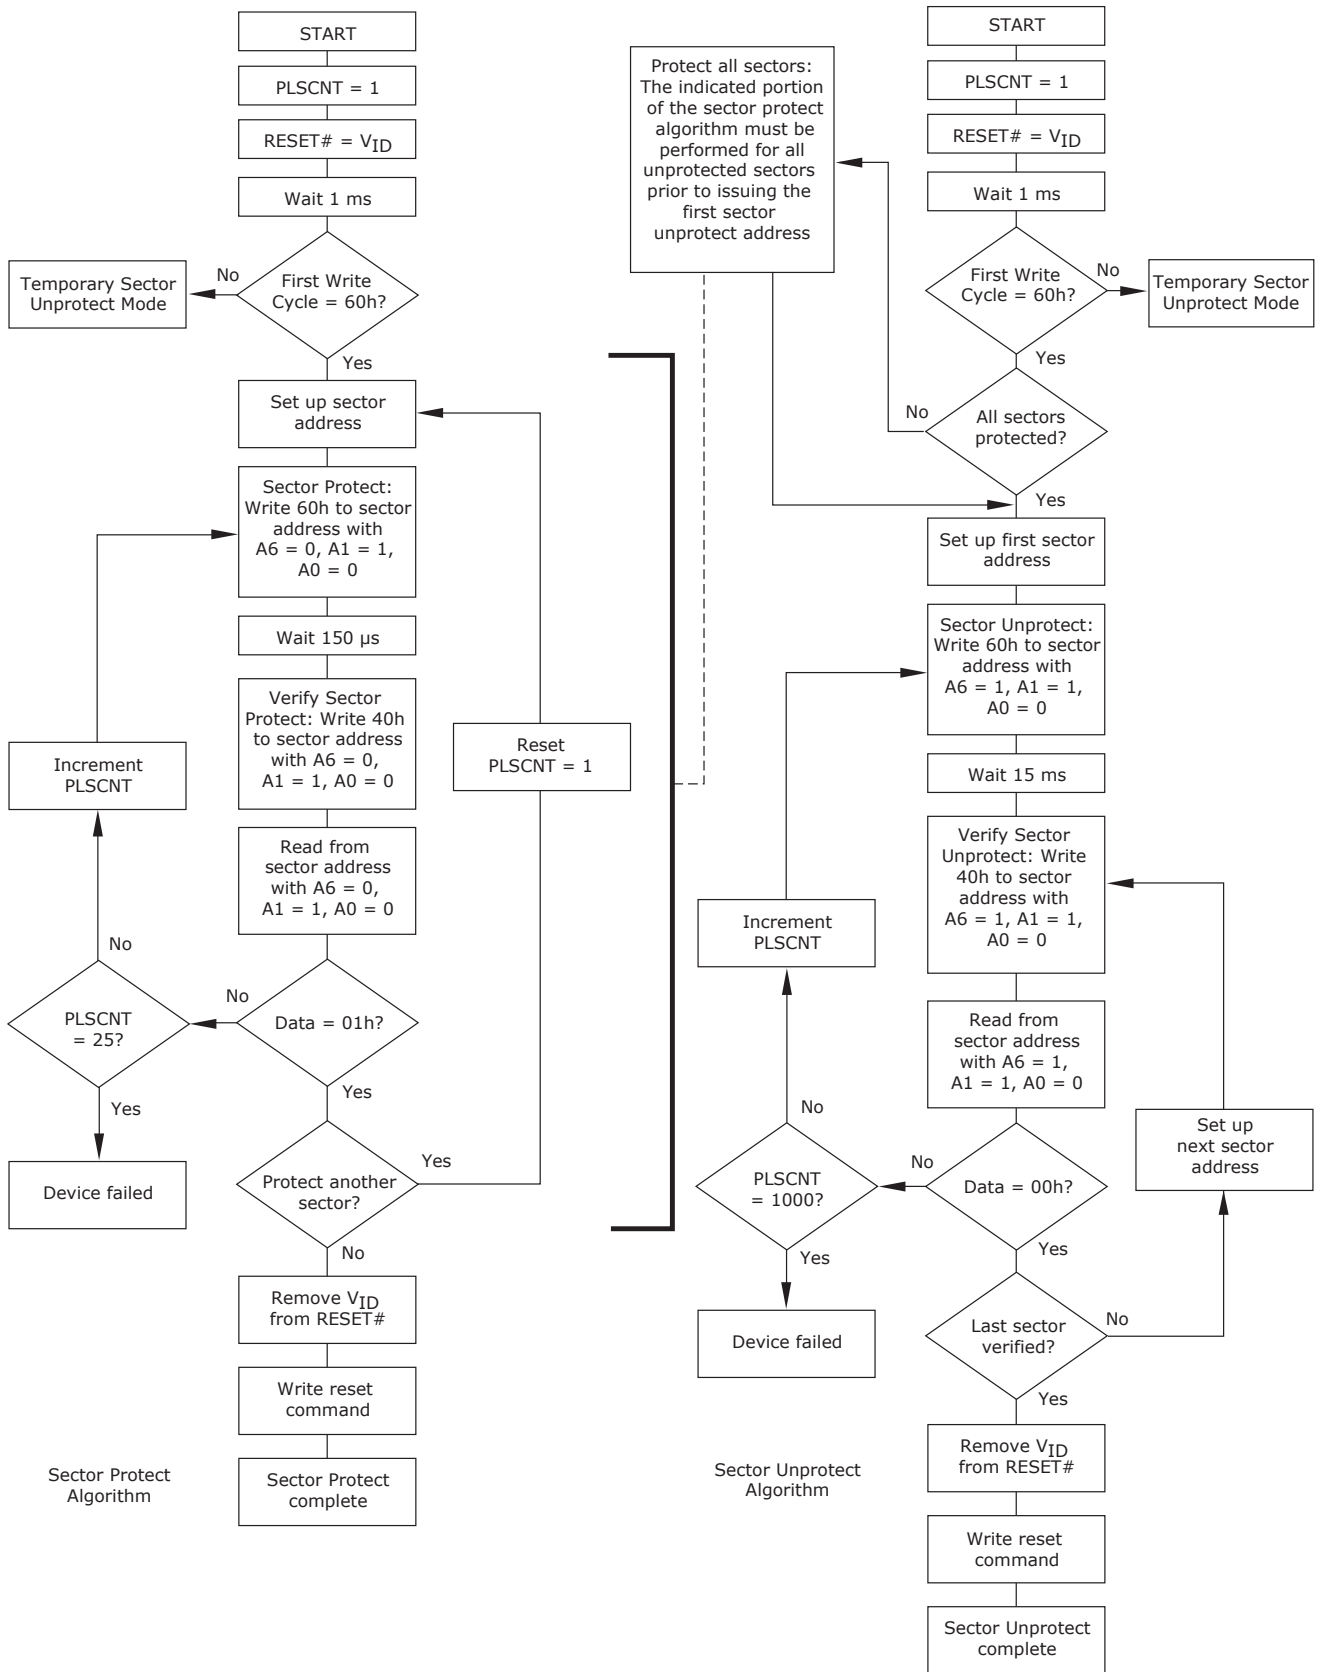 START
PLSCNT = 1
RESET# = VID
Wait 1 ms
First Write
Cycle = 60h?
No
Temporary Sector
Unprotect Mode
Yes
Set up sector
address
Sector Protect:
Write 60h to sector
address with
A6 = 0, A1 = 1,
A0 = 0
Wait 150 µs
Verify Sector
Protect: Write 40h
to sector address
with A6 = 0,
A1 = 1, A0 = 0
Reset
PLSCNT = 1
Increment
PLSCNT
Read from
sector address
with A6 = 0,
A1 = 1, A0 = 0
No
PLSCNT
= 25?
No
Data = 01h?
Yes
Yes
Device failed
Protect another
sector?
Yes
No
Remove VID
from RESET#
Write reset
command
Sector Protect
complete
Sector Protect
Algorithm
Protect all sectors:
The indicated portion
of the sector protect
algorithm must be
performed for all
unprotected sectors
prior to issuing the
first sector
unprotect address
START
PLSCNT = 1
RESET# = VID
Wait 1 ms
First Write
Cycle = 60h?
No
Temporary Sector
Unprotect Mode
Yes
No
All sectors
protected?
Yes
Set up first sector
address
Sector Unprotect:
Write 60h to sector
address with
A6 = 1, A1 = 1,
A0 = 0
Wait 15 ms
Verify Sector
Unprotect: Write
40h to sector
address with
A6 = 1, A1 = 1,
A0 = 0
Increment
PLSCNT
Read from
sector address
with A6 = 1,
A1 = 1, A0 = 0
No
Set up
next sector
address
PLSCNT
= 1000?
No
Data = 00h?
Yes
Yes
Device failed
Last sector
verified?
No
Yes
Remove VID
from RESET#
Write reset
command
Sector Unprotect
complete
Sector Unprotect
Algorithm